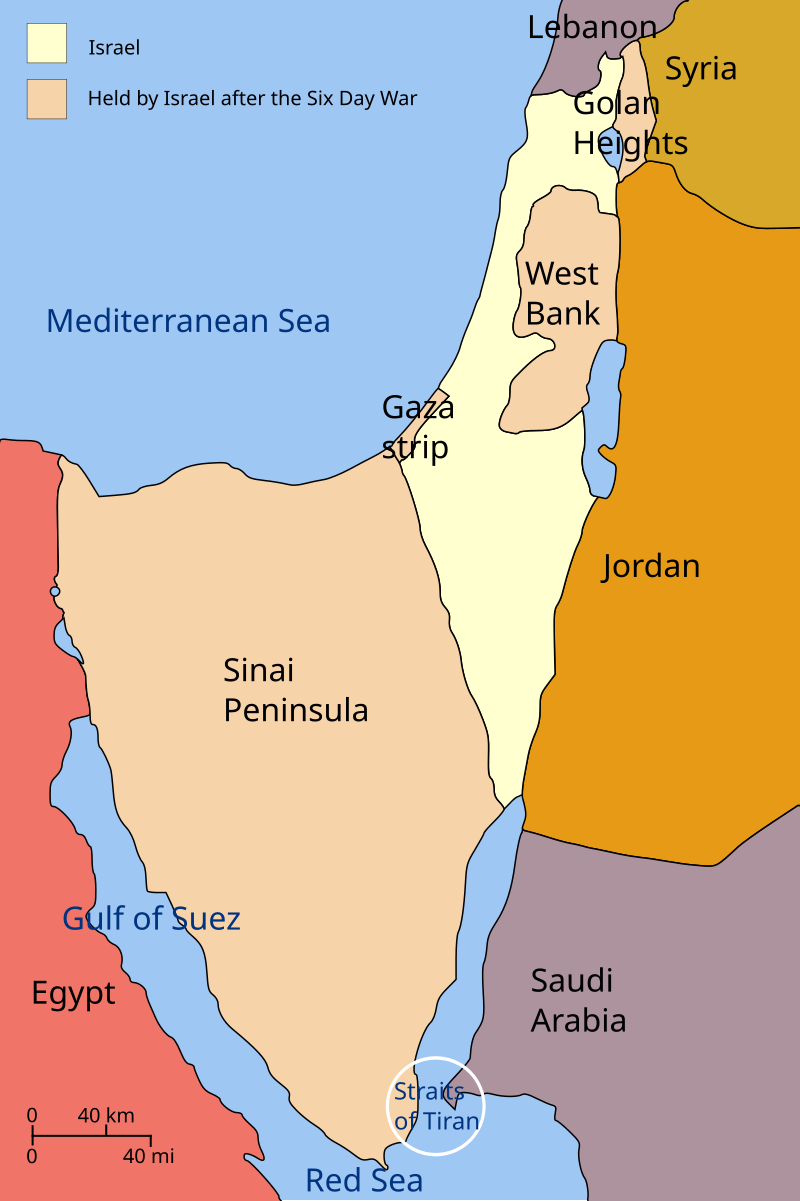 Israel
Held by Israel after the Six Day War
Lebanon
Syria
Golan
Heights
West
Bank
Mediterranean Sea
Gaza
strip
Jordan
Sinai
Peninsula
Gulf of Suez
Egypt
Saudi
Arabia
Straits
of Tiran
0 40 km
0 40 mi
Red Sea